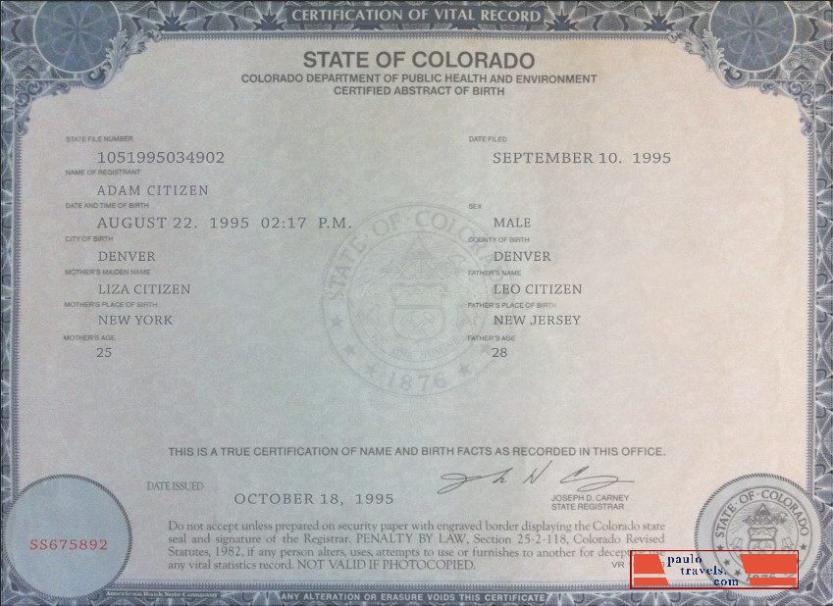 CERTIFICATION OF VITAL RECORD
STATE OF COLORADO
COLORADO DEPARTMENT OF PUBLIC HEALTH AND ENVIRONMENT
CERTIFIED ABSTRACT OF BIRTH
STATE FILE NUMBER DATE FILED
1051995034902 SEPTEMBER 10. 1995
NAME OF REGISTRANT
ADAM CITIZEN
DATE AND TIME OF BIRTH SEX
AUGUST 22. 1995 02:17 P.M. MALE
CITY OF BIRTH COUNTY OF BIRTH
DENVER DENVER
MOTHER'S MAIDEN NAME FATHER'S NAME
LIZA CITIZEN LEO CITIZEN
MOTHER'S PLACE OF BIRTH FATHER'S PLACE OF BIRTH
NEW YORK NEW JERSEY
MOTHER'S AGE FATHER'S AGE
25 28
STATE OF COLORADO
1876
THIS IS A TRUE CERTIFICATION OF NAME AND BIRTH FACTS AS RECORDED IN THIS OFFICE.
DATE ISSUED
OCTOBER 18, 1995
JOSEPH D. CARNEY
STATE REGISTRAR
SS675892
Do not accept unless prepared on security paper with engraved border displaying the Colorado state
seal and signature of the Registrar. PENALTY BY LAW, Section 25-2-118, Colorado Revised
Statutes, 1982, if any person alters, uses, attempts to use or furnishes to another for
any vital statistics record. NOT VALID IF PHOTOCOPIED.
VR
STATE OF COLORADO
paulo
travels.
com
American Bank Note Company
ANY ALTERATION OR ERASURE VOIDS THIS CERTIFICATE